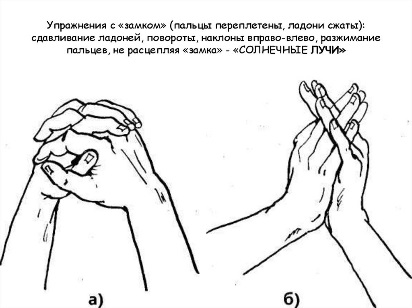 Упражнения с «замком» (пальцы переплетены, ладони сжаты):
сдавливание ладоней, повороты, наклоны вправо-влево, разжимание
пальцев, не расцепляя «замка» - «СОЛНЕЧНЫЕ ЛУЧИ»
а) б)